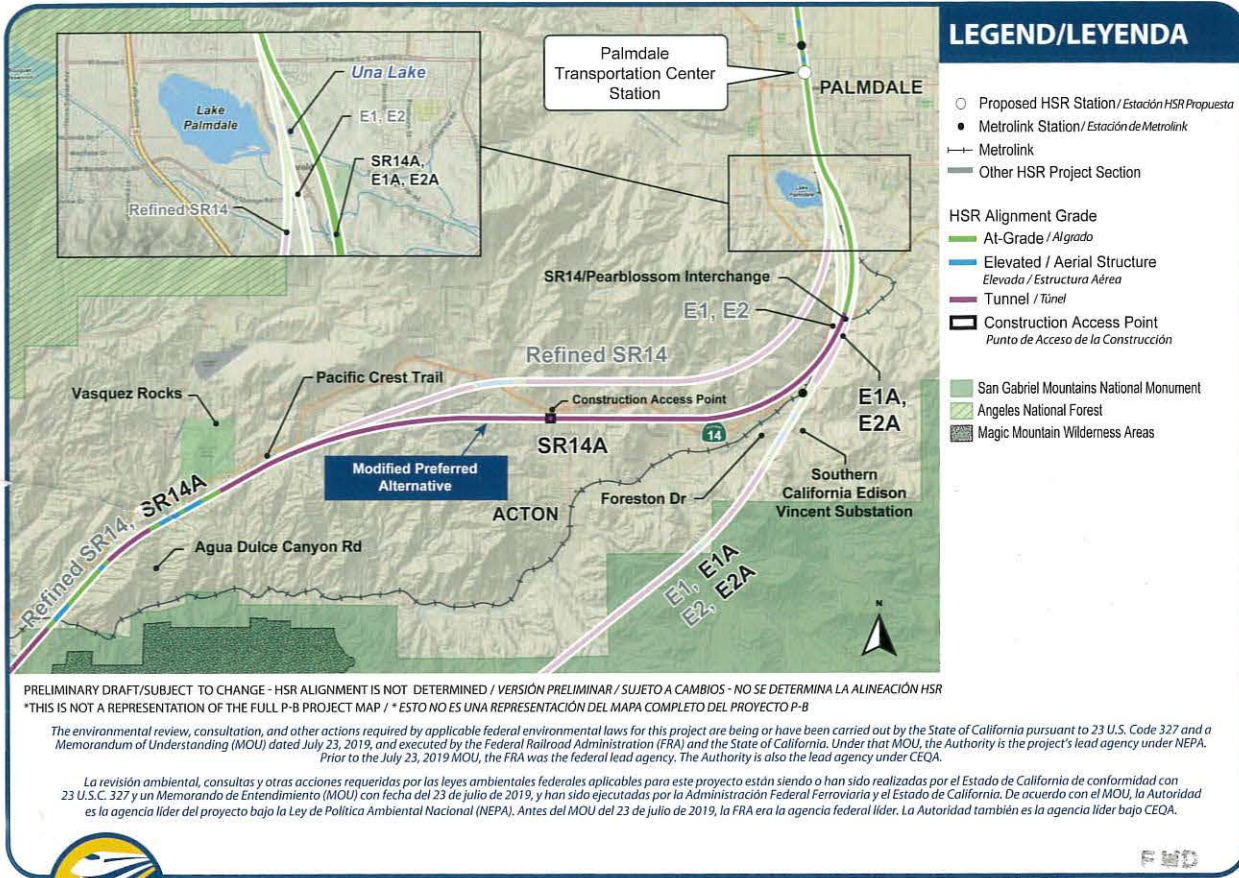 LEGEND/LEYENDA
Proposed HSR Station / Estación HSR Propuesta
Metrolink Station / Estación de Metrolink
Metrolink
Other HSR Project Section
HSR Alignment Grade
At-Grade / Al grado
Elevated / Aerial Structure
Elevada / Estructura Aérea
Tunnel / Túnel
Construction Access Point
Punto de Acceso de la Construcción
San Gabriel Mountains National Monument
Angeles National Forest
Magic Mountain Wilderness Areas
Palmdale
Transportation Center
Station
PALMDALE
Una Lake
Lake
Palmdale
E1, E2
SR14A,
E1A, E2A
Refined SR14
Lake
Palmdale
SR14/Pearblossom Interchange
E1, E2
Refined SR14
Pacific Crest Trail
Vasquez Rocks
Construction Access Point
E1A,
E2A
SR14A
14
Modified Preferred
Alternative
Southern
California Edison
Vincent Substation
Foreston Dr
ACTON
Refined SR14, SR14A
Agua Dulce Canyon Rd
E1, E1A
E2, E2A
N
PRELIMINARY DRAFT/SUBJECT TO CHANGE - HSR ALIGNMENT IS NOT DETERMINED / VERSIÓN PRELIMINAR / SUJETO A CAMBIOS - NO SE DETERMINA LA ALINEACIÓN HSR
*THIS IS NOT A REPRESENTATION OF THE FULL P-B PROJECT MAP / * ESTO NO ES UNA REPRESENTACIÓN DEL MAPA COMPLETO DEL PROYECTO P-B
The environmental review, consultation, and other actions required by applicable federal environmental laws for this project are being or have been carried out by the State of California pursuant to 23 U.S. Code 327 and a
Memorandum of Understanding (MOU) dated July 23, 2019, and executed by the Federal Railroad Administration (FRA) and the State of California. Under that MOU, the Authority is the project's lead agency under NEPA.
Prior to the July 23, 2019 MOU, the FRA was the federal lead agency. The Authority is also the lead agency under CEQA.
La revisión ambiental, consultas y otras acciones requeridas por las leyes ambientales federales aplicables para este proyecto están siendo o han sido realizadas por el Estado de California de conformidad con
23 U.S.C. 327 y un Memorando de Entendimiento (MOU) con fecha del 23 de julio de 2019, y han sido ejecutadas por la Administración Federal Ferroviaria y el Estado de California. De acuerdo con el MOU, la Autoridad
es la agencia líder del proyecto bajo la Ley de Política Ambiental Nacional (NEPA). Antes del MOU del 23 de julio de 2019, la FRA era la agencia federal líder. La Autoridad también es la agencia líder bajo CEQA.